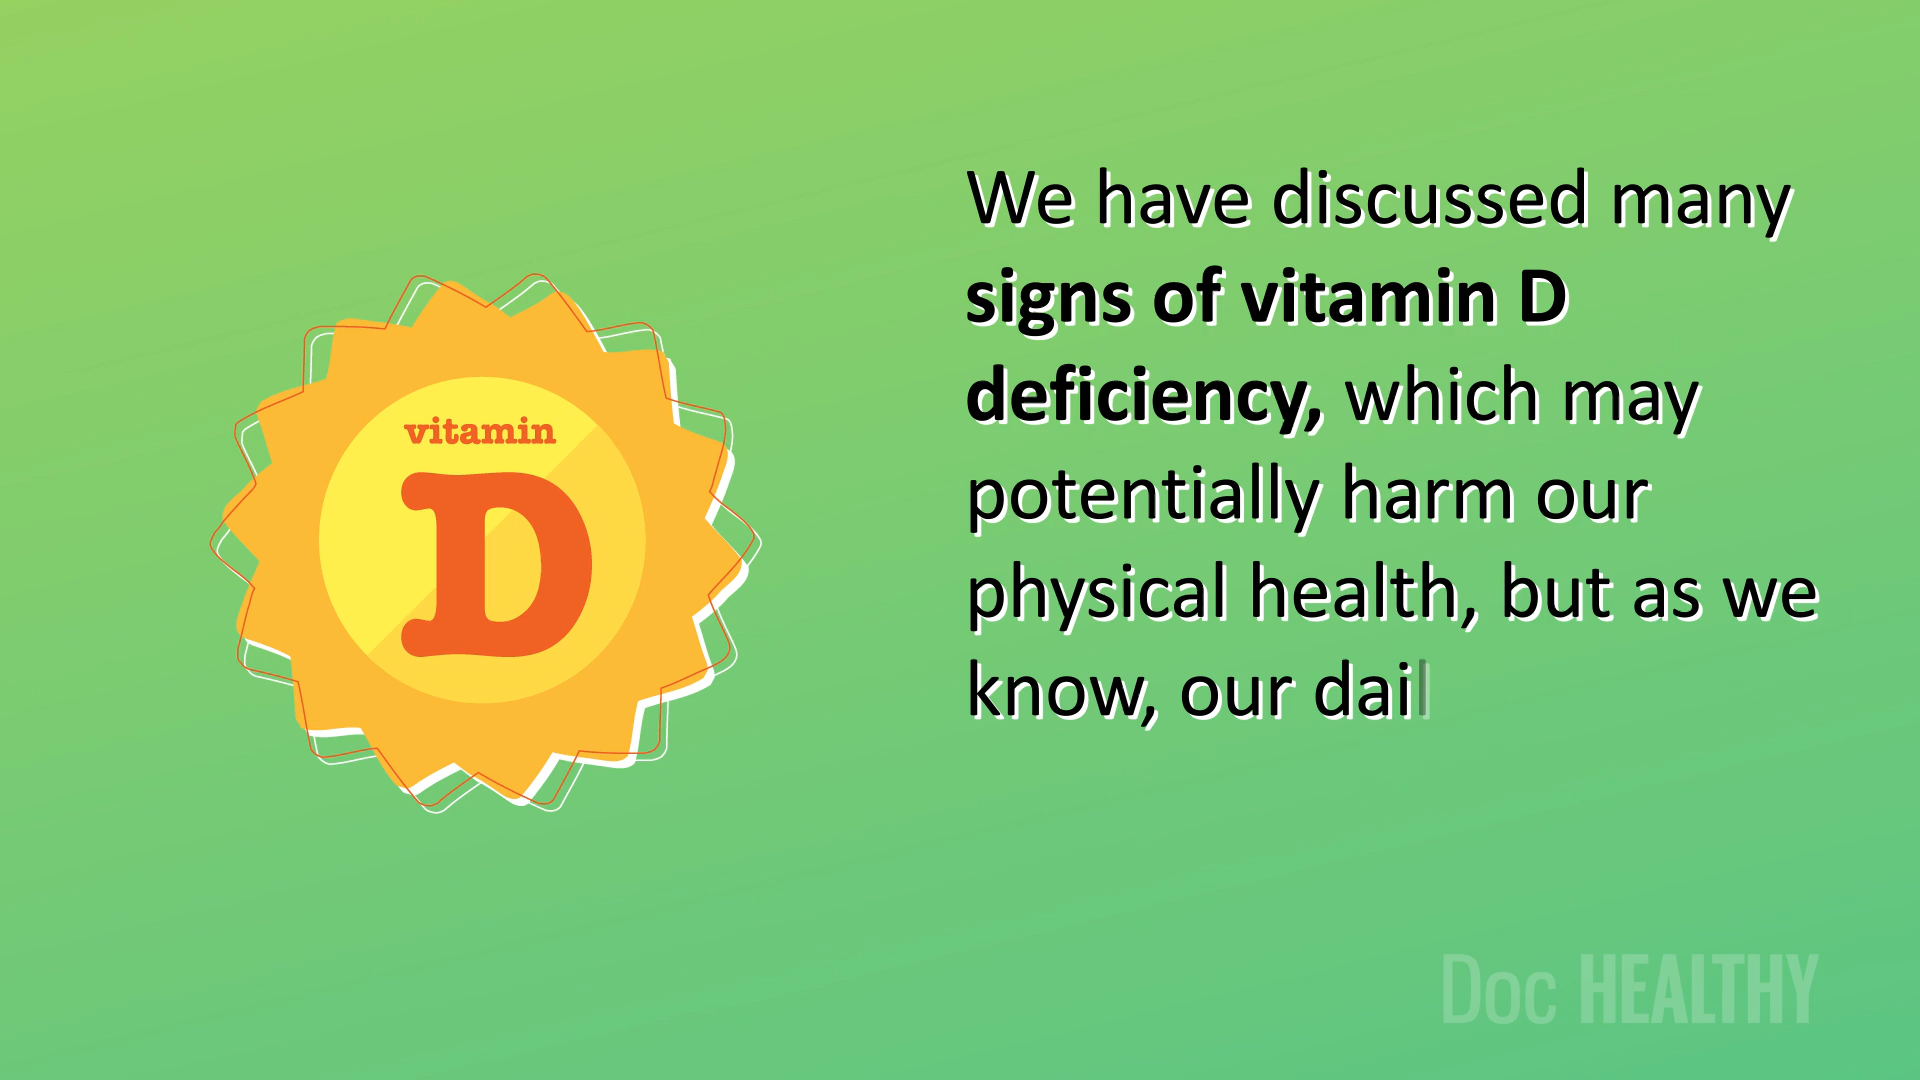 vitamin
D
We have discussed many
signs of vitamin D
deficiency, which may
potentially harm our
physical health, but as we
know, our dail
Doc HEALTHY